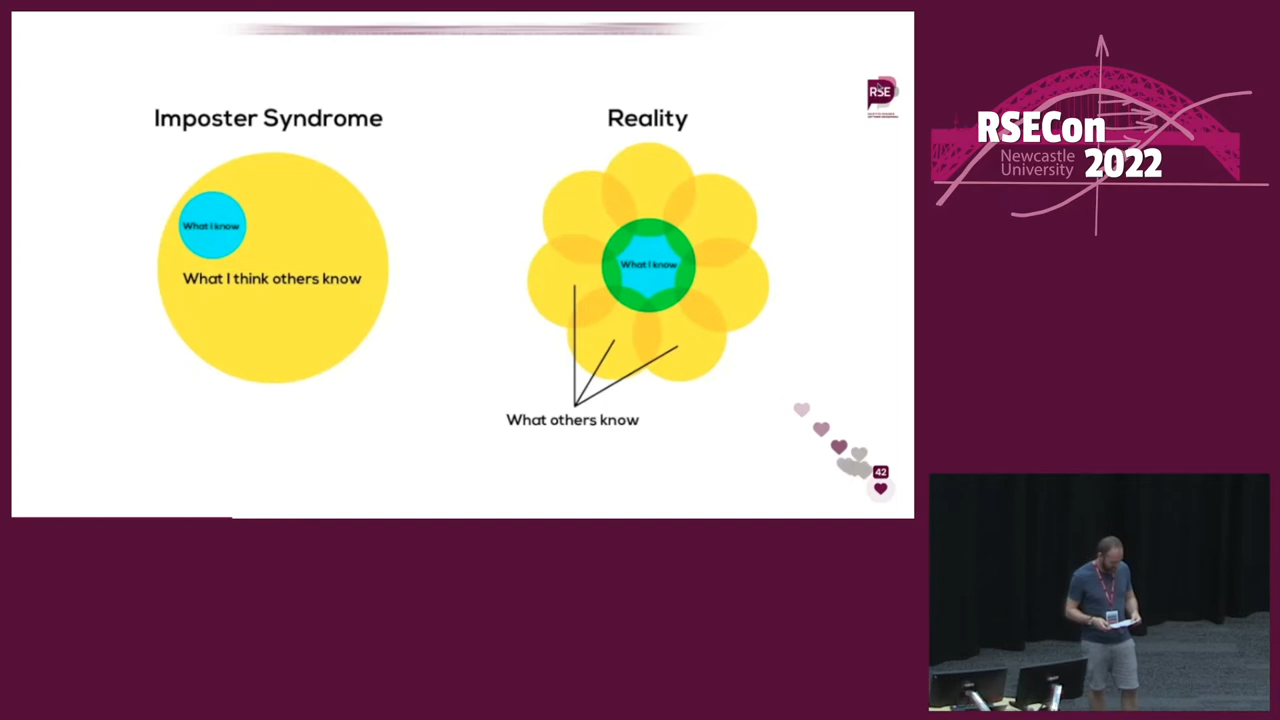 Imposter Syndrome
What I know
What I think others know
Reality
What I know
What others know
RSE
42
RSECon
Newcastle
University
2022